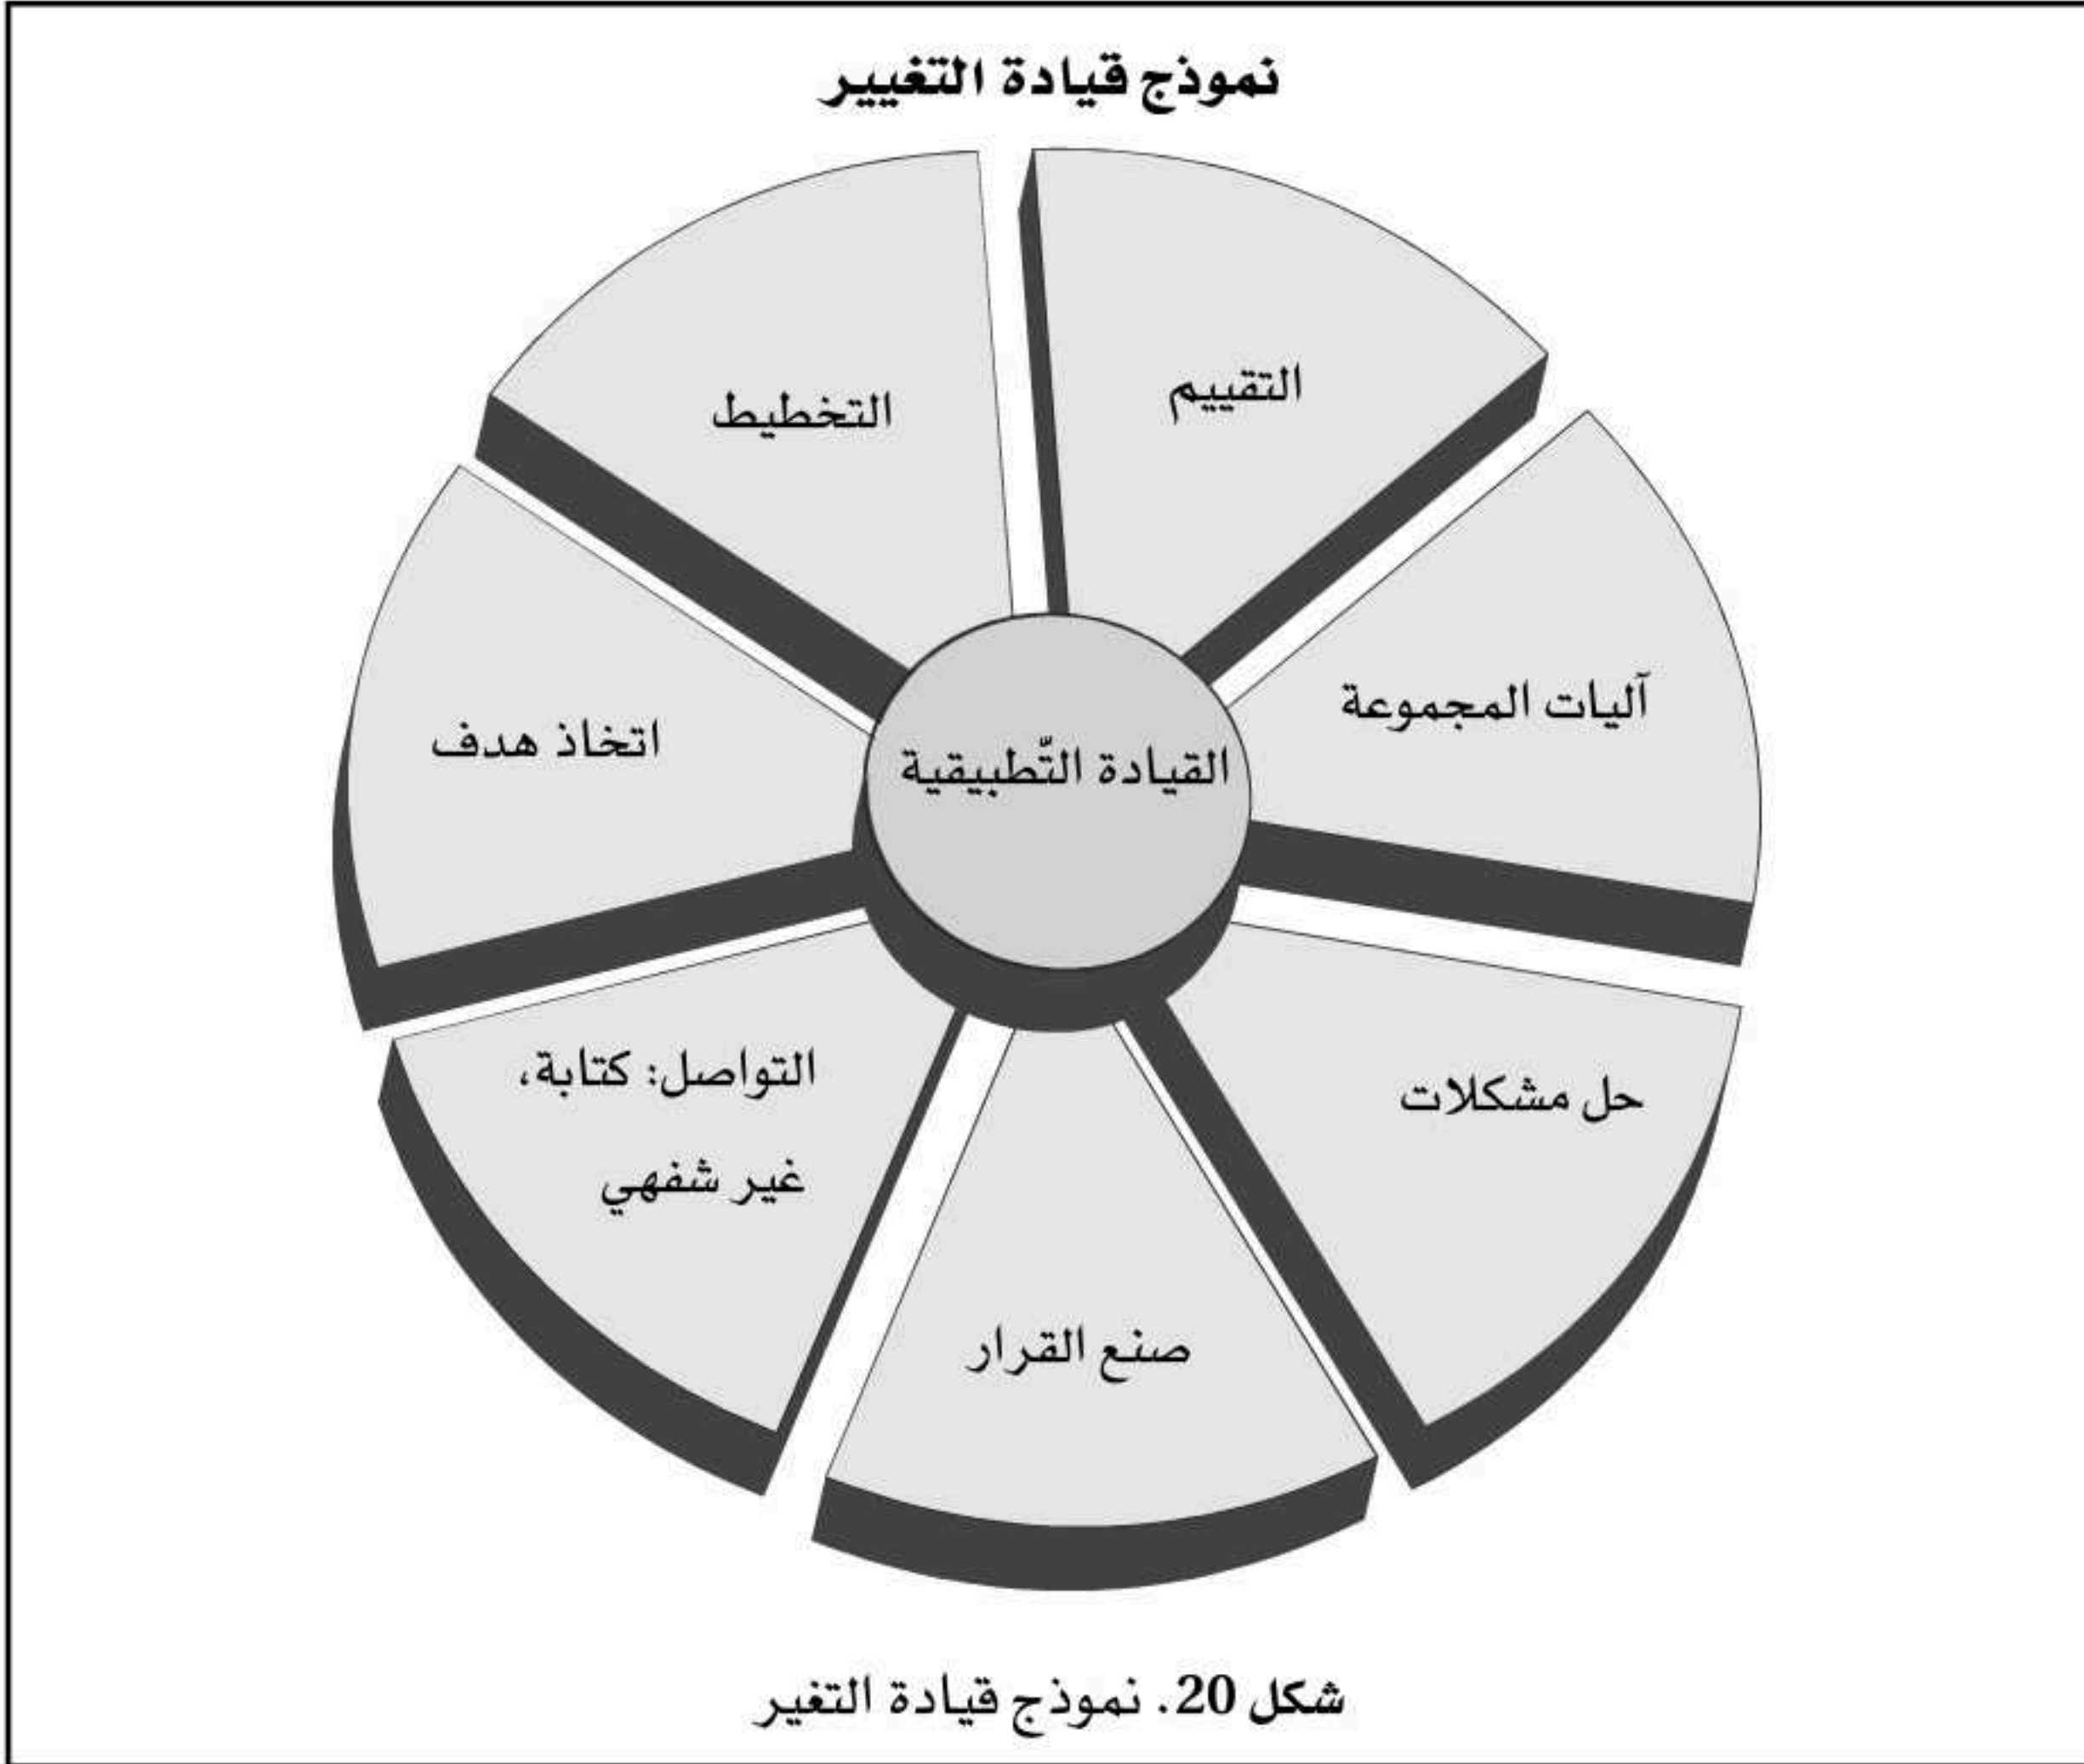 نموذج قيادة التغيير
التقييم
التخطيط
آليات المجموعة
اتخاذ هدف
القيادة التّطبيقية
حل مشكلات
التواصل: كتابة،
غير شفهي
صنع القرار
شكل 20. نموذج قيادة التغير